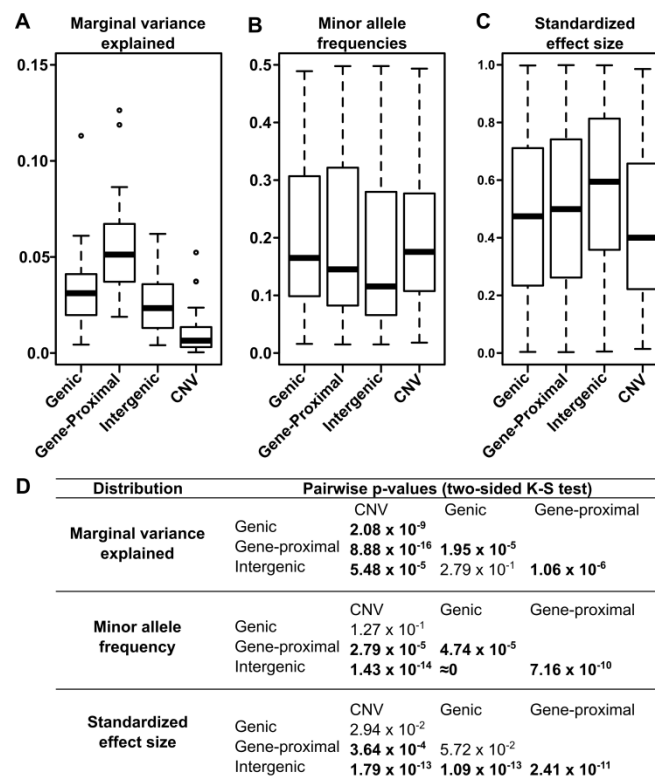 A
Marginal variance
explained
0.15
0.10
0.05
0.0
Genic
Gene-Proximal
Intergenic
CNV
B
Minor allele
frequencies
0.5
0.4
0.3
0.2
0.1
0.0
Genic
Gene-Proximal
Intergenic
CNV
C
Standardized
effect size
1.0
0.8
0.6
0.4
0.2
0.0
Genic
Gene-Proximal
Intergenic
CNV
D
Distribution Pairwise p-values (two-sided K-S test)
Marginal variance
explained
CNV Genic Gene-proximal
Genic 2.08 x 10⁻⁹
Gene-proximal 8.88 x 10⁻¹⁶ 1.95 x 10⁻⁵
Intergenic 5.48 x 10⁻⁵ 2.79 x 10⁻¹ 1.06 x 10⁻⁶
Minor allele
frequency
CNV Genic Gene-proximal
Genic 1.27 x 10⁻¹
Gene-proximal 2.79 x 10⁻⁵ 4.74 x 10⁻⁵
Intergenic 1.43 x 10⁻¹⁴ ≈0 7.16 x 10⁻¹⁰
Standardized
effect size
CNV Genic Gene-proximal
Genic 2.94 x 10⁻²
Gene-proximal 3.64 x 10⁻⁴ 5.72 x 10⁻²
Intergenic 1.79 x 10⁻¹³ 1.09 x 10⁻¹³ 2.41 x 10⁻¹¹